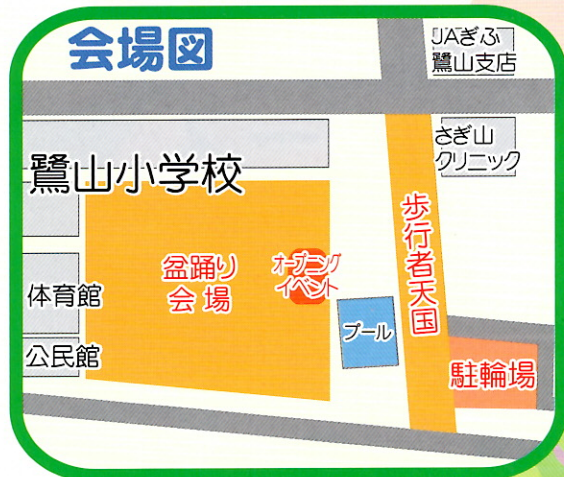 会場図
JAぎふ
鷺山支店
さぎ山
クリニック
鷺山小学校
歩行者天国
盆踊り
会場
オープニング
イベント
体育館
プール
公民館
駐輪場